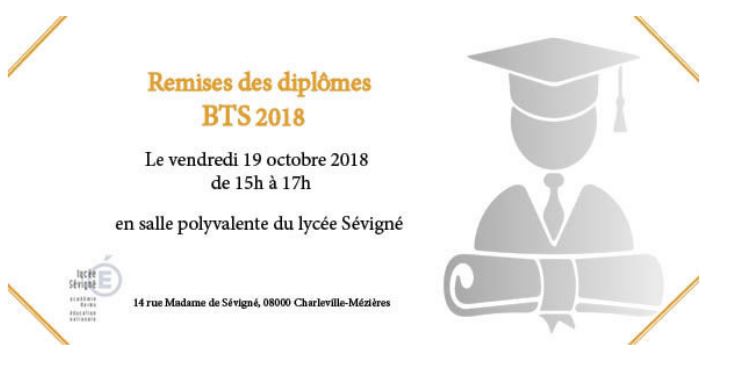 Remises des diplômes
BTS 2018
Le vendredi 19 octobre 2018
de 15h à 17h
en salle polyvalente du lycée Sévigné
lycée
Sévigné
académie
Reims
éducation
nationale
14 rue Madame de Sévigné, 08000 Charleville-Mézières